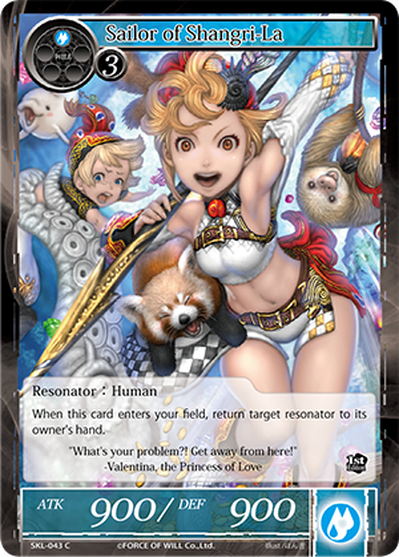 Sailor of Shangri-La
WILL
3
Resonator : Human
When this card enters your field, return target resonator to its
owner's hand.
"What's your problem?! Get away from here!"
-Valentina, the Princess of Love
1st
Edition
ATK 900/ DEF 900
SKL-043 C ©FORCE OF WILL Co.,Ltd. Illust./